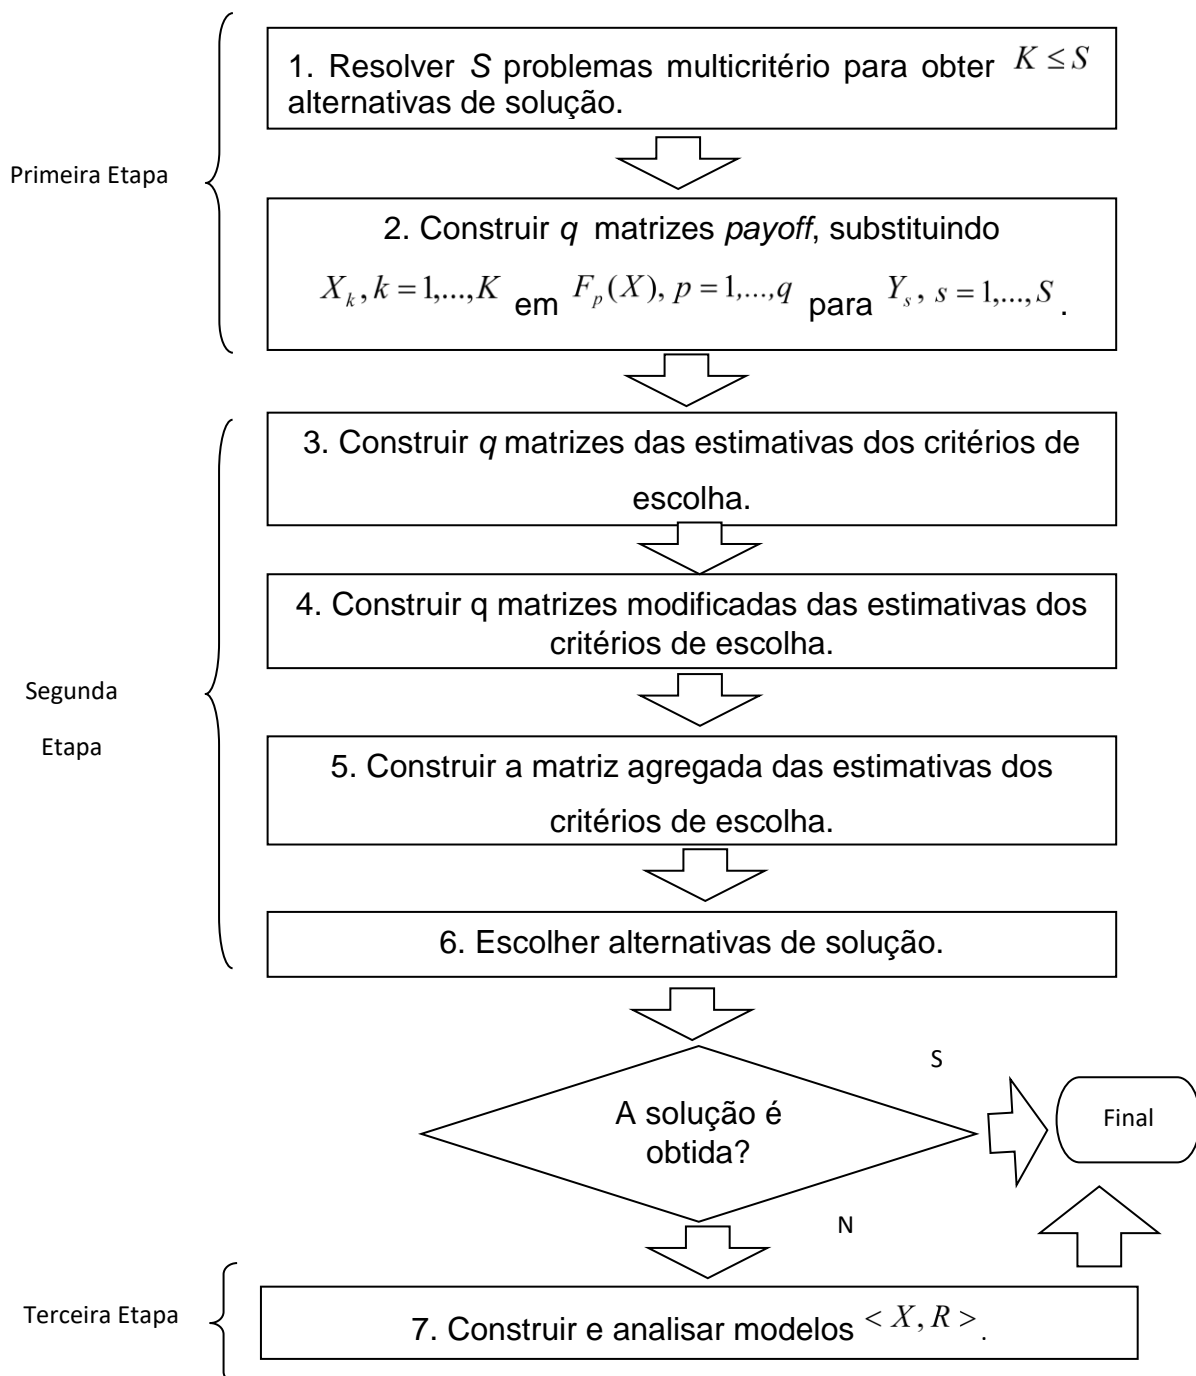 1. Resolver S problemas multicritério para obter K ≤ S
alternativas de solução.
Primeira Etapa
2. Construir q matrizes payoff, substituindo
X_k, k = 1,...,K em F_p(X), p = 1,...,q para Y_s, s = 1,...,S.
3. Construir q matrizes das estimativas dos critérios de
escolha.
4. Construir q matrizes modificadas das estimativas dos
critérios de escolha.
Segunda
Etapa
5. Construir a matriz agregada das estimativas dos
critérios de escolha.
6. Escolher alternativas de solução.
S
A solução é
obtida?
Final
N
Terceira Etapa
7. Construir e analisar modelos < X, R >.